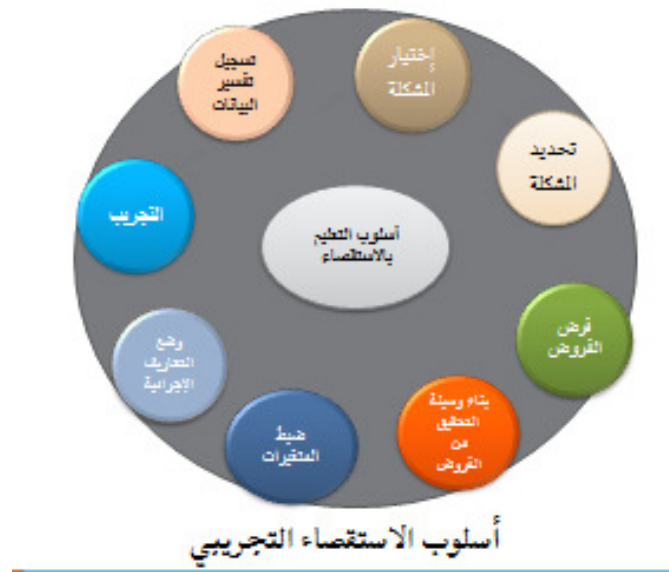 إختيار
المشكلة
تحديد
المشكلة
فرض
الفروض
بناء وسيلة
التحقيق
من
الفروض
ضبط
المتغيرات
وضع
التعاريف
الإجرائية
التجريب
تسجيل
تفسير
البيانات
أسلوب التعليم
بالاستقصاء
أسلوب الاستقصاء التجريبي